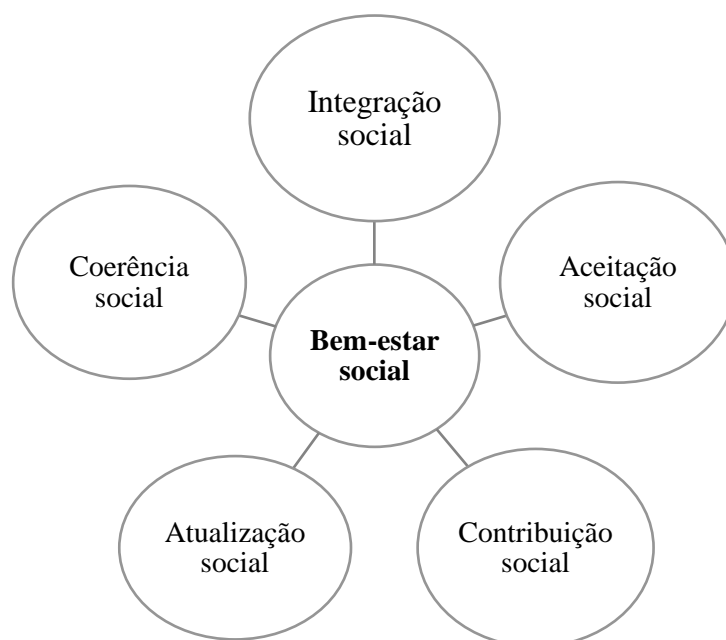 Integração
social
Coerência
social
Aceitação
social
Bem-estar
social
Atualização
social
Contribuição
social